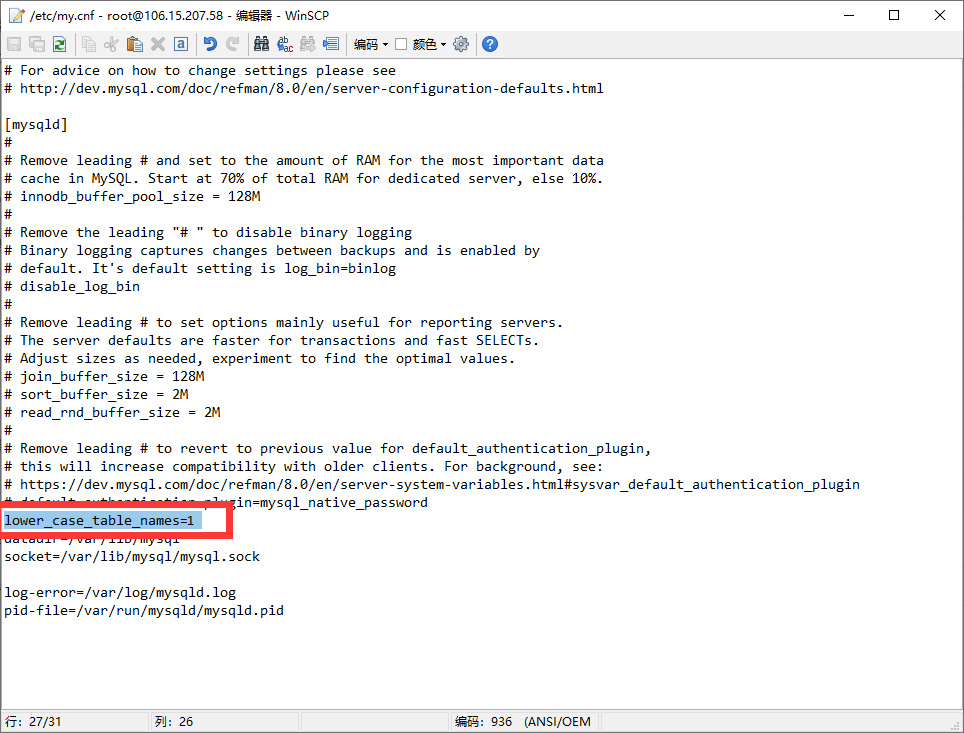 /etc/my.cnf - root@106.15.207.58 - 编辑器 - WinSCP
编码 颜色
# For advice on how to change settings please see
# http://dev.mysql.com/doc/refman/8.0/en/server-configuration-defaults.html
[mysqld]
#
# Remove leading # and set to the amount of RAM for the most important data
# cache in MySQL. Start at 70% of total RAM for dedicated server, else 10%.
# innodb_buffer_pool_size = 128M
#
# Remove the leading "# " to disable binary logging
# Binary logging captures changes between backups and is enabled by
# default. It's default setting is log_bin=binlog
# disable_log_bin
#
# Remove leading # to set options mainly useful for reporting servers.
# The server defaults are faster for transactions and fast SELECTs.
# Adjust sizes as needed, experiment to find the optimal values.
# join_buffer_size = 128M
# sort_buffer_size = 2M
# read_rnd_buffer_size = 2M
#
# Remove leading # to revert to previous value for default_authentication_plugin,
# this will increase compatibility with older clients. For background, see:
# https://dev.mysql.com/doc/refman/8.0/en/server-system-variables.html#sysvar_default_authentication_plugin
# default_authentication_plugin=mysql_native_password
lower_case_table_names=1
datadir=/var/lib/mysql
socket=/var/lib/mysql/mysql.sock
log-error=/var/log/mysqld.log
pid-file=/var/run/mysqld/mysqld.pid
行: 27/31 列: 26 编码: 936 (ANSI/OEM